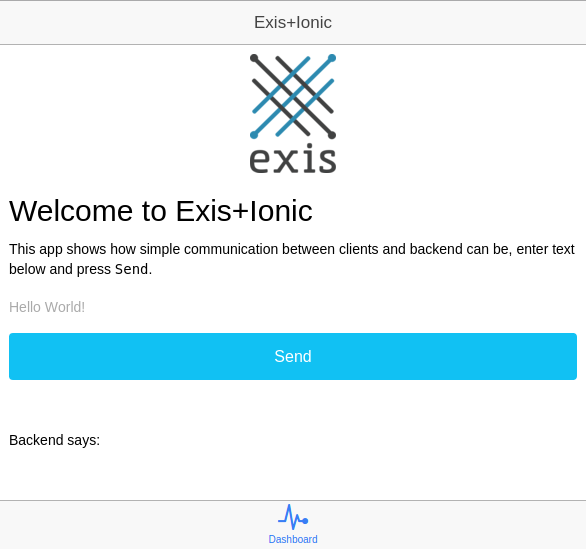 Exis+Ionic
exis
Welcome to Exis+Ionic
This app shows how simple communication between clients and backend can be, enter text
below and press Send.
Hello World!
Send
Backend says:
Dashboard